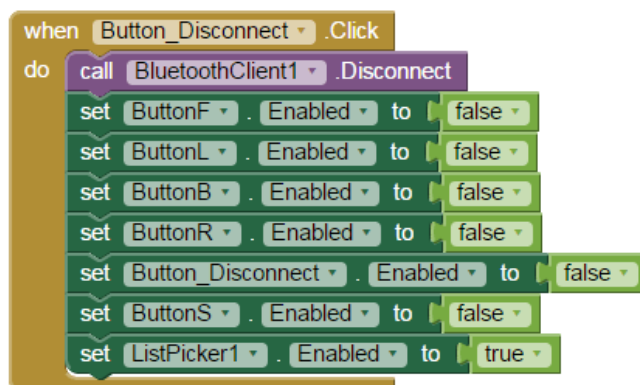 when Button_Disconnect .Click
do call BluetoothClient1 .Disconnect
set ButtonF . Enabled to false
set ButtonL . Enabled to false
set ButtonB . Enabled to false
set ButtonR . Enabled to false
set Button_Disconnect . Enabled to false
set ButtonS . Enabled to false
set ListPicker1 . Enabled to true